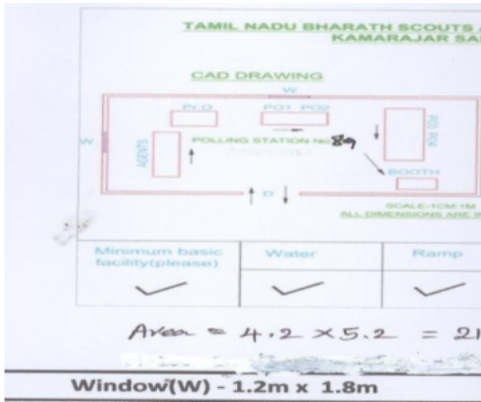 TAMIL NADU BHARATH SCOUTS
KAMARAJAR SA
CAD DRAWING
W
Pr.O PO1 PO2
W
AGENTS
POLLING STATION No 89
PO3 PO4
BOOTH
D
SCALE-1CM 1M
ALL DIMENSIONS ARE
Minimum basic facility(please) Water Ramp
Area = 4.2 × 5.2 = 21
Window(W) - 1.2m x 1.8m